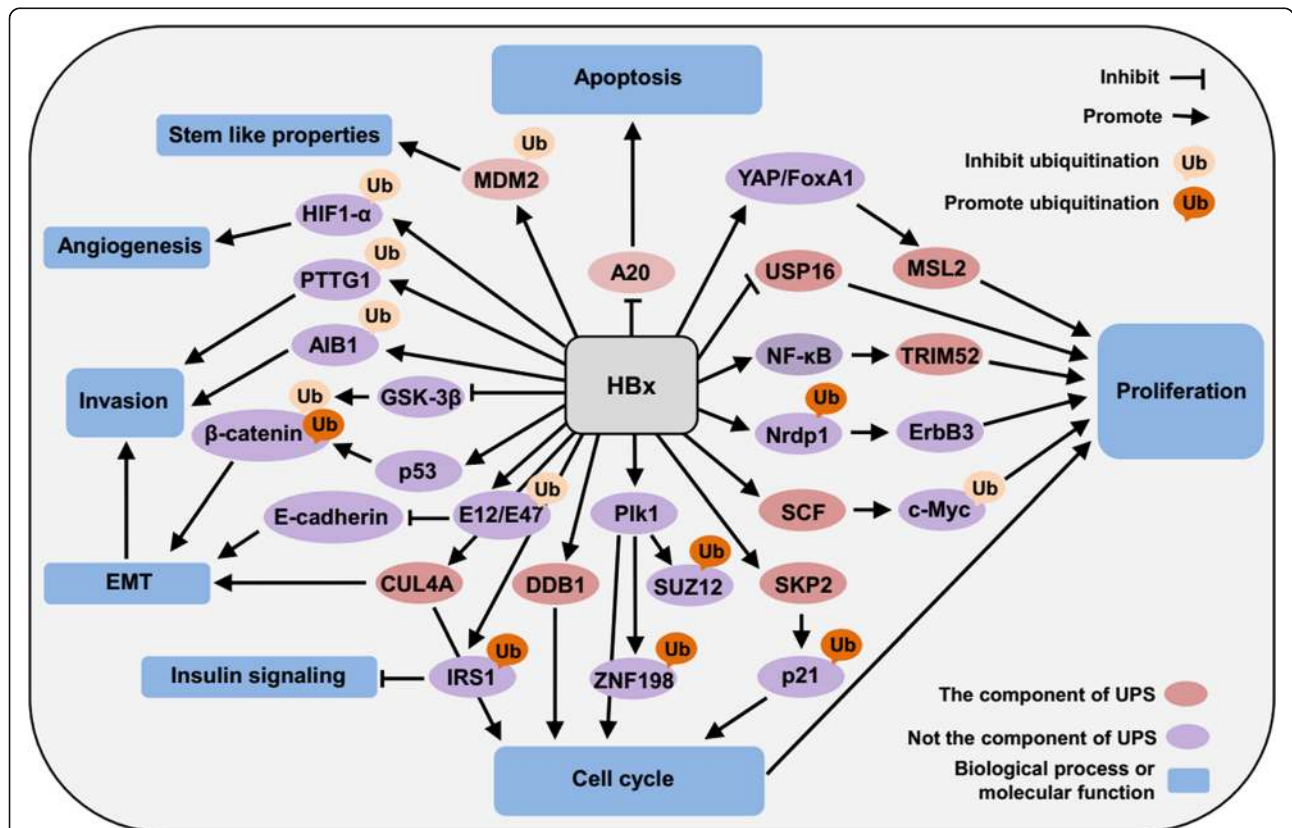 Apoptosis
Inhibit
Promote
Stem like properties
Ub
MDM2
Inhibit ubiquitination
Ub
YAP/FoxA1
Ub
HIF1-α
Promote ubiquitination
Ub
Angiogenesis
Ub
PTTG1
A20
USP16
MSL2
Ub
AIB1
NF-κB
TRIM52
HBx
Proliferation
Invasion
Ub
GSK-3β
Ub
β-catenin
Ub
Nrdp1
ErbB3
p53
Ub
Ub
E-cadherin
E12/E47
Plk1
SCF
c-Myc
Ub
EMT
CUL4A
DDB1
SUZ12
SKP2
Ub
Ub
Ub
Insulin signaling
IRS1
ZNF198
p21
The component of UPS
Not the component of UPS
Cell cycle
Biological process or
molecular function